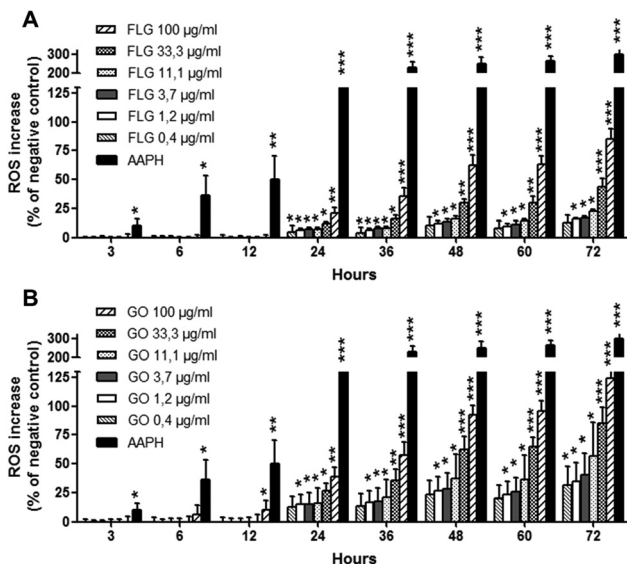 A
FLG 100 µg/ml
FLG 33,3 µg/ml
FLG 11,1 µg/ml
FLG 3,7 µg/ml
FLG 1,2 µg/ml
FLG 0,4 µg/ml
AAPH
ROS increase
(% of negative control)
300
200
125
100
75
50
25
0
3 6 12 24 36 48 60 72
Hours
B
GO 100 µg/ml
GO 33,3 µg/ml
GO 11,1 µg/ml
GO 3,7 µg/ml
GO 1,2 µg/ml
GO 0,4 µg/ml
AAPH
ROS increase
(% of negative control)
300
200
125
100
75
50
25
0
3 6 12 24 36 48 60 72
Hours